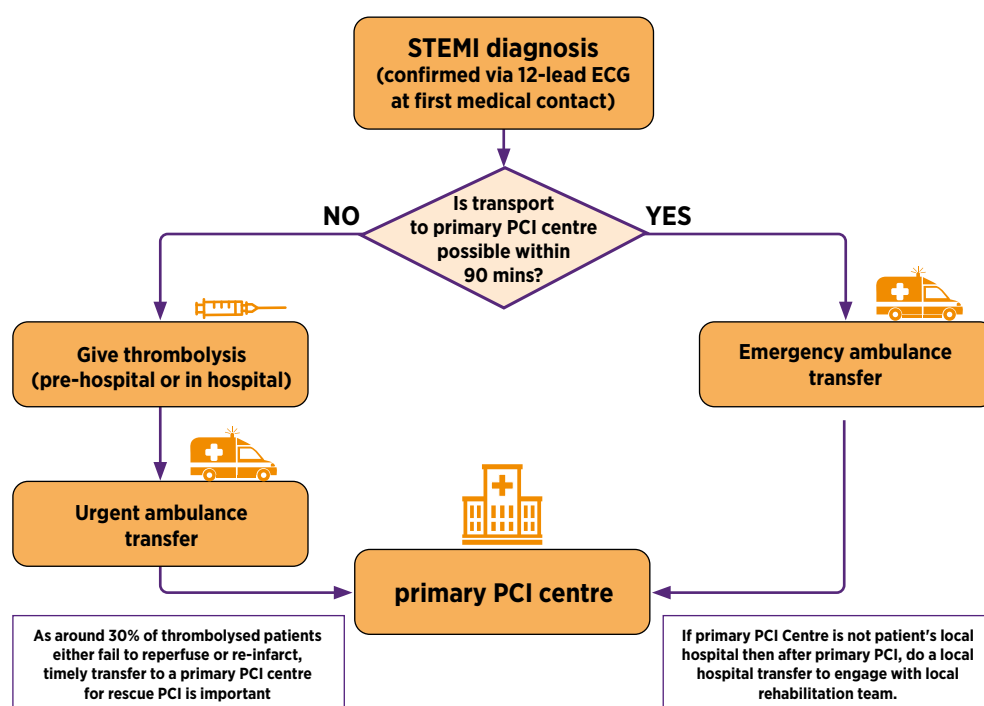 STEMI diagnosis
(confirmed via 12-lead ECG
at first medical contact)
Is transport
to primary PCI centre
possible within
90 mins?
NO
YES
Give thrombolysis
(pre-hospital or in hospital)
Emergency ambulance
transfer
Urgent ambulance
transfer
primary PCI centre
As around 30% of thrombolysed patients
either fail to reperfuse or re-infarct,
timely transfer to a primary PCI centre
for rescue PCI is important
If primary PCI Centre is not patient's local
hospital then after primary PCI, do a local
hospital transfer to engage with local
rehabilitation team.